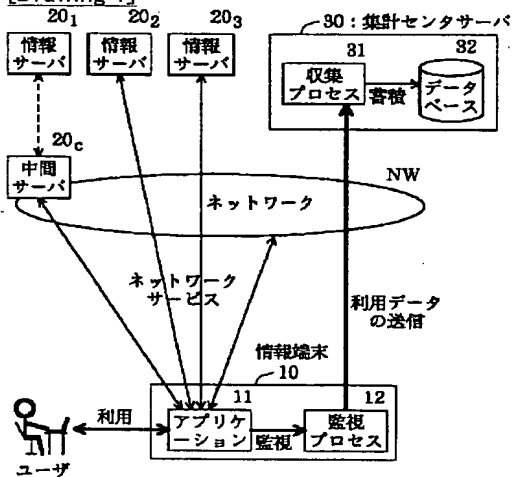 [Drawing 1]
20₁
20₂
20₃
30：集計センタサーバ
情報
サーバ
情報
サーバ
情報
サーバ
31
32
収集
プロセス
蓄積
データ
ベース
20c
中間
サーバ
NW
ネットワーク
ネットワーク
サービス
利用データ
の送信
情報端末
10
11
12
利用
アプリケ
ーション
監視
監視
プロセス
ユーザ